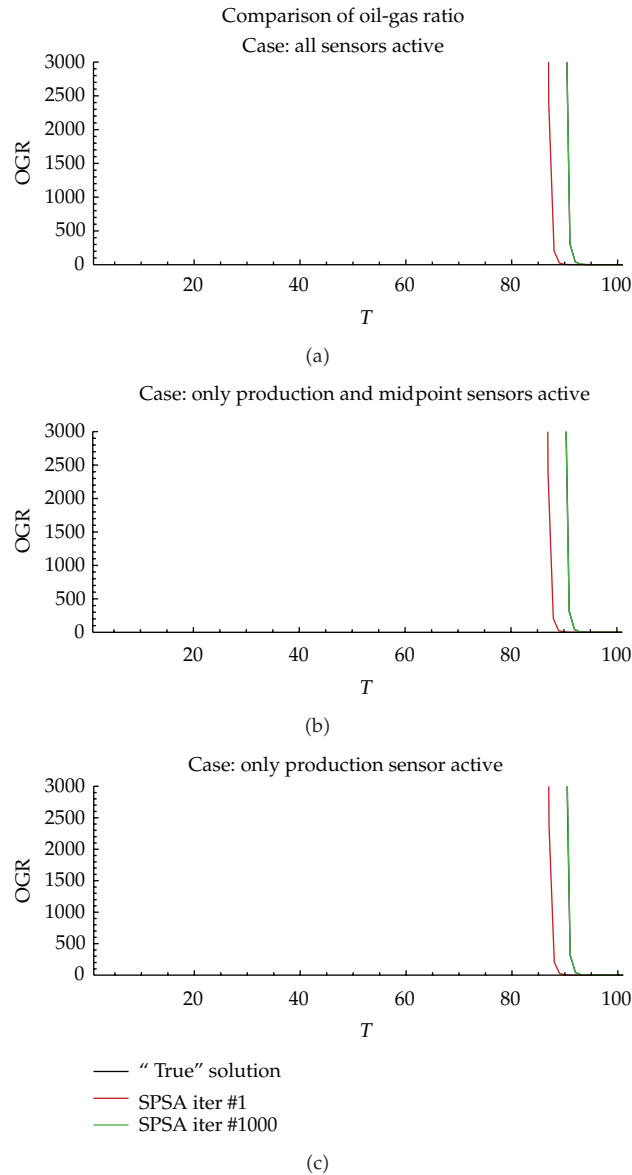 Comparison of oil-gas ratio
Case: all sensors active
3000
2500
2000
1500
1000
500
0
OGR
20 40 60 80 100
T
(a)
Case: only production and midpoint sensors active
3000
2500
2000
1500
1000
500
0
OGR
20 40 60 80 100
T
(b)
Case: only production sensor active
3000
2500
2000
1500
1000
500
0
OGR
20 40 60 80 100
T
“ True” solution
SPSA iter #1
SPSA iter #1000
(c)